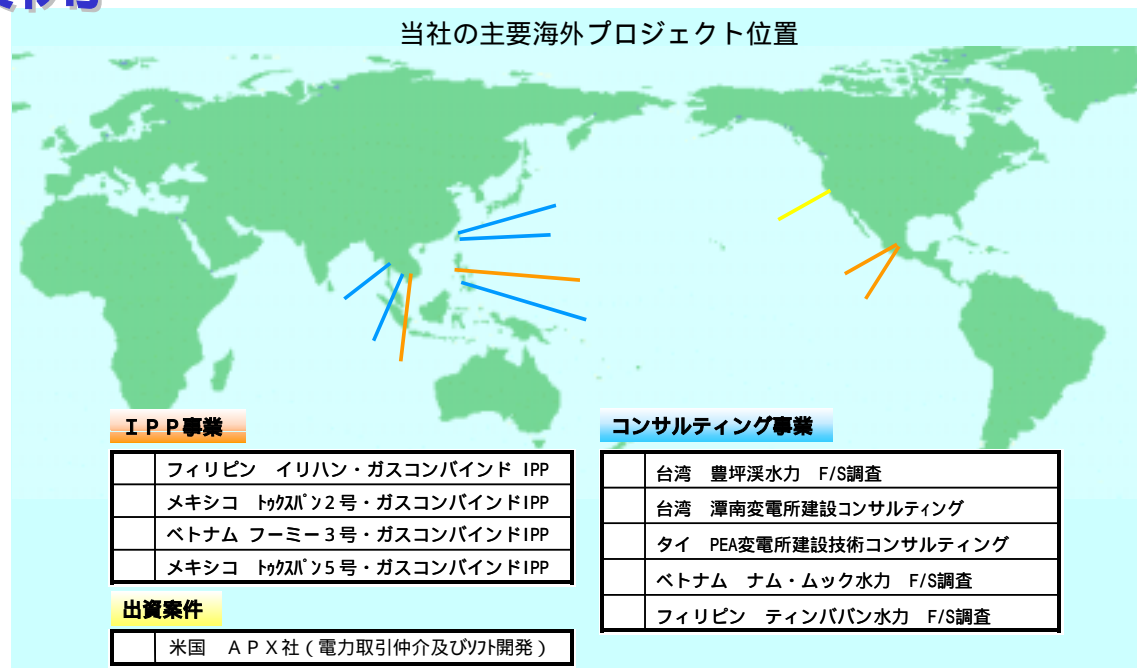 当社の主要海外プロジェクト位置
ＩＰＰ事業
フィリピン　イリハン・ガスコンバインド IPP
メキシコ　ﾄｩｸｽﾊﾟﾝ2号・ガスコンバインドIPP
ベトナム フーミー3号・ガスコンバインドIPP
メキシコ　ﾄｩｸｽﾊﾟﾝ5号・ガスコンバインドIPP
出資案件
米国　ＡＰＸ社（電力取引仲介及びｿﾌﾄ開発）
コンサルティング事業
台湾　豊坪渓水力　F/S調査
台湾　潭南変電所建設コンサルティング
タイ　PEA変電所建設技術コンサルティング
ベトナム　ナム・ムック水力　F/S調査
フィリピン　ティンババン水力　F/S調査